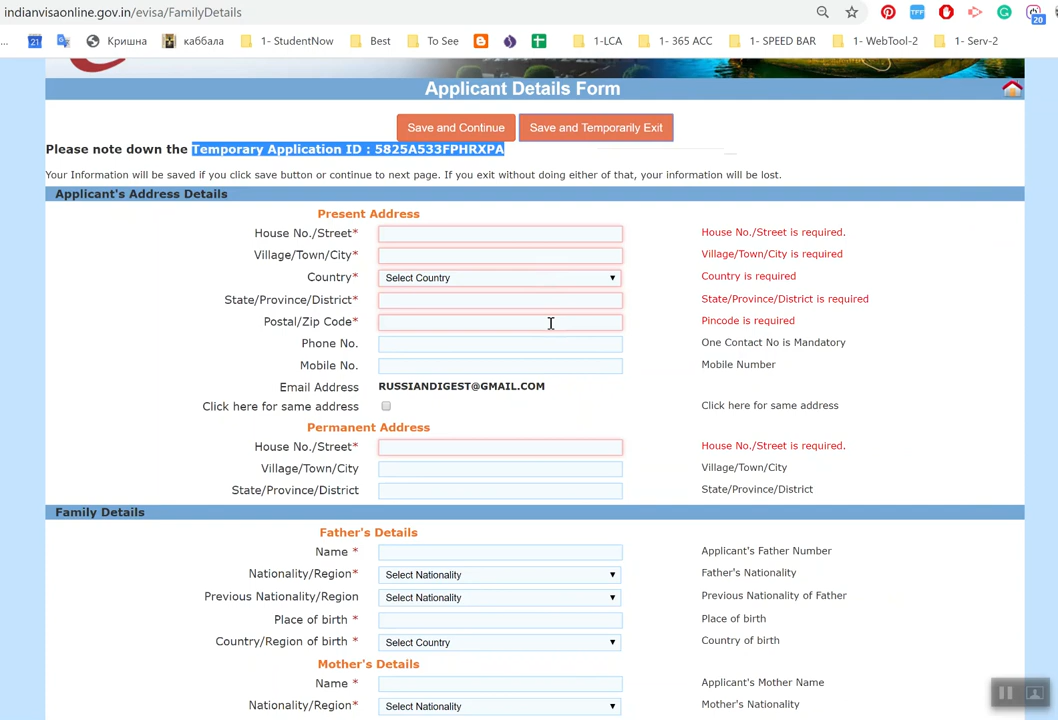 indianvisaonline.gov.in/evisa/FamilyDetails
20
... 21 Кришна каббала 1- StudentNow Best To See 1-LCA 1- 365 ACC 1- SPEED BAR 1- WebTool-2 1- Serv-2
Applicant Details Form
Save and Continue Save and Temporarily Exit
Please note down the Temporary Application ID : 5825A533FPHRXPA
Your Information will be saved if you click save button or continue to next page. If you exit without doing either of that, your information will be lost.
Applicant's Address Details
Present Address
House No./Street* House No./Street is required.
Village/Town/City* Village/Town/City is required
Country* Select Country Country is required
State/Province/District* State/Province/District is required
Postal/Zip Code* Pincode is required
Phone No. One Contact No is Mandatory
Mobile No. Mobile Number
Email Address RUSSIANDIGEST@GMAIL.COM
Click here for same address Click here for same address
Permanent Address
House No./Street* House No./Street is required.
Village/Town/City Village/Town/City
State/Province/District State/Province/District
Family Details
Father's Details
Name * Applicant's Father Number
Nationality/Region* Select Nationality Father's Nationality
Previous Nationality/Region Select Nationality Previous Nationality of Father
Place of birth * Place of birth
Country/Region of birth * Select Country Country of birth
Mother's Details
Name * Applicant's Mother Name
Nationality/Region* Select Nationality Mother's Nationality